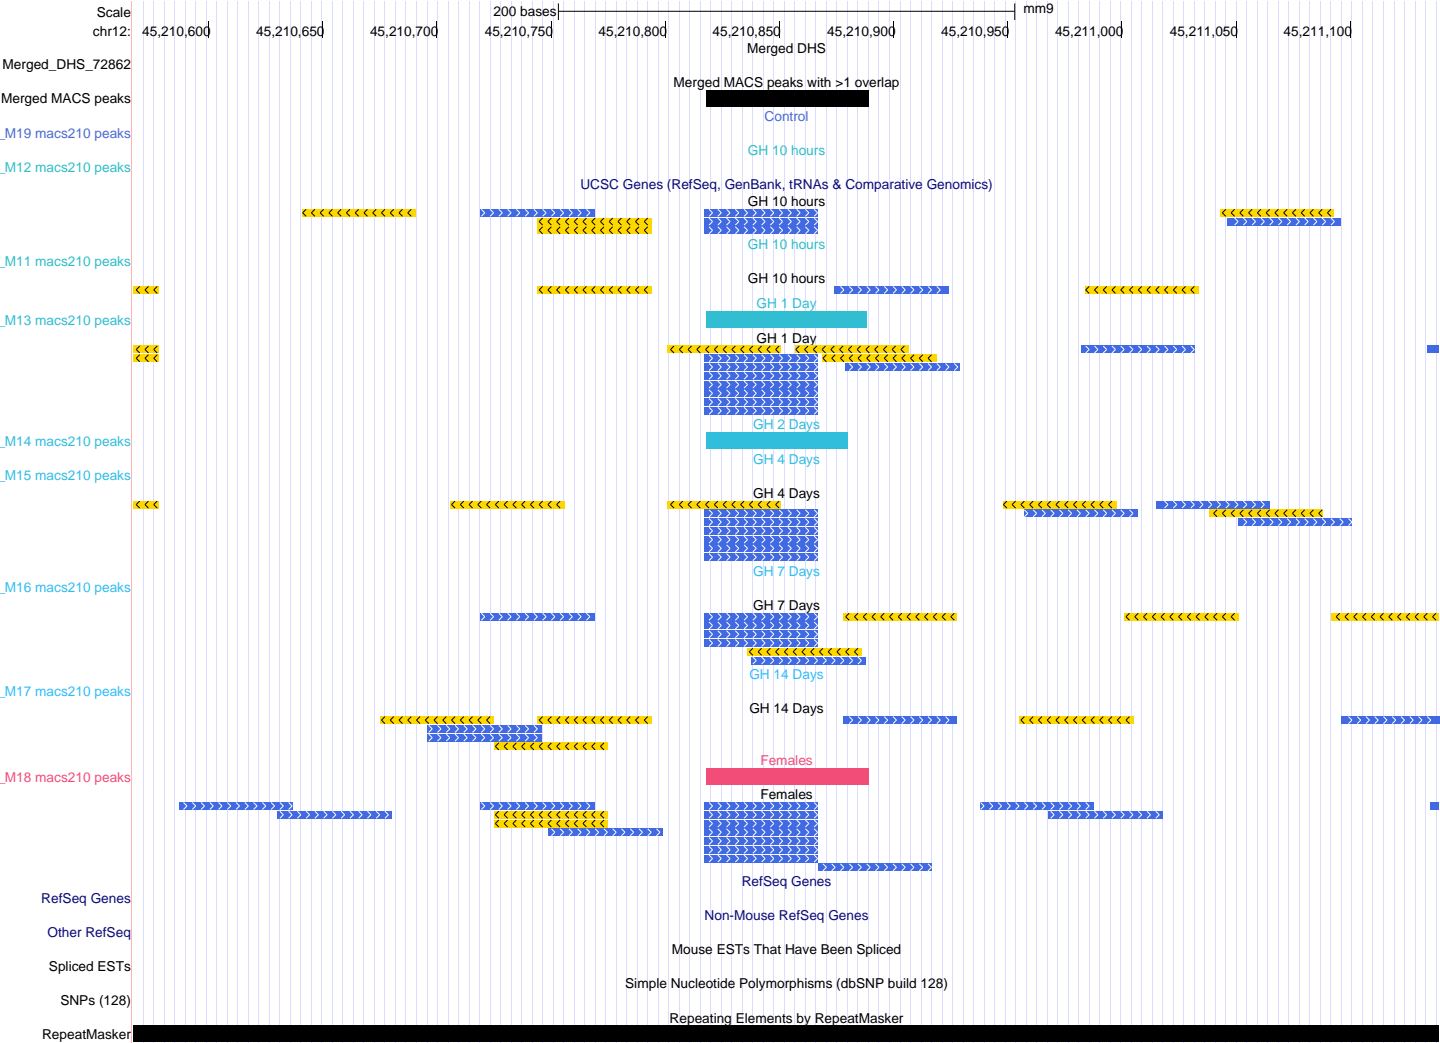 Scale 200 bases mm9
chr12: 45,210,600 45,210,650 45,210,700 45,210,750 45,210,800 45,210,850 45,210,900 45,210,950 45,211,000 45,211,050 45,211,100
Merged DHS
Merged_DHS_72862
Merged MACS peaks with >1 overlap
Merged MACS peaks
Control
_M19 macs210 peaks
GH 10 hours
_M12 macs210 peaks
UCSC Genes (RefSeq, GenBank, tRNAs & Comparative Genomics)
GH 10 hours
GH 10 hours
_M11 macs210 peaks
GH 10 hours
GH 1 Day
_M13 macs210 peaks
GH 1 Day
GH 2 Days
_M14 macs210 peaks
GH 4 Days
_M15 macs210 peaks
GH 4 Days
GH 7 Days
_M16 macs210 peaks
GH 7 Days
GH 14 Days
_M17 macs210 peaks
GH 14 Days
Females
_M18 macs210 peaks
Females
RefSeq Genes
RefSeq Genes
Non-Mouse RefSeq Genes
Other RefSeq
Mouse ESTs That Have Been Spliced
Spliced ESTs
Simple Nucleotide Polymorphisms (dbSNP build 128)
SNPs (128)
Repeating Elements by RepeatMasker
RepeatMasker